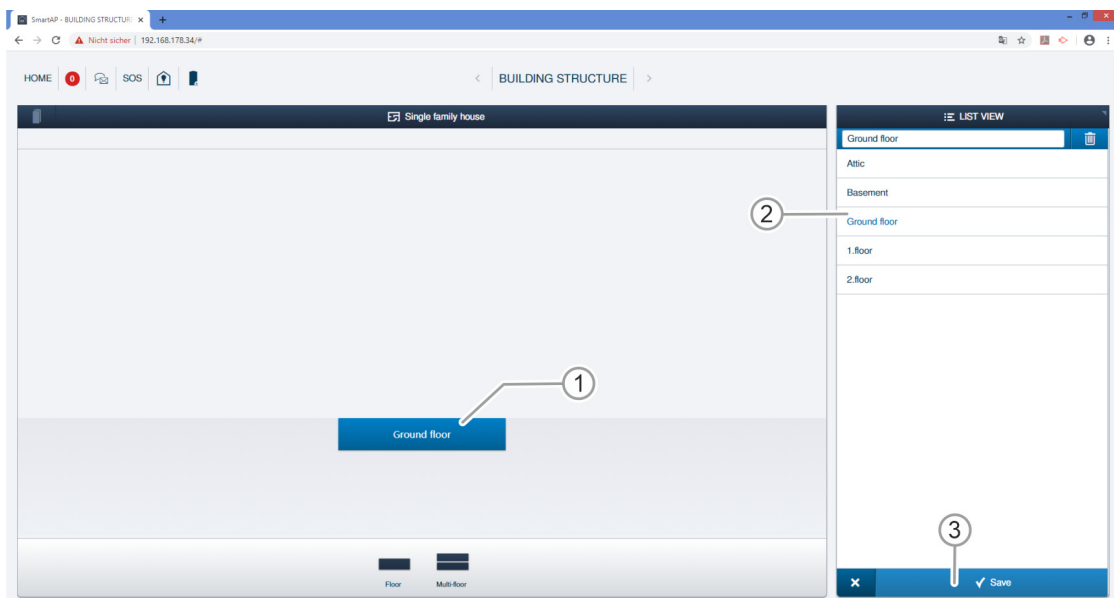 SmartAP - BUILDING STRUCTUR
Nicht sicher | 192.168.178.34/#
HOME 0 SOS
BUILDING STRUCTURE
Single family house
LIST VIEW
Ground floor
Attic
Basement
2
Ground floor
1.floor
2.floor
1
Ground floor
3
Floor
Multi-floor
Save